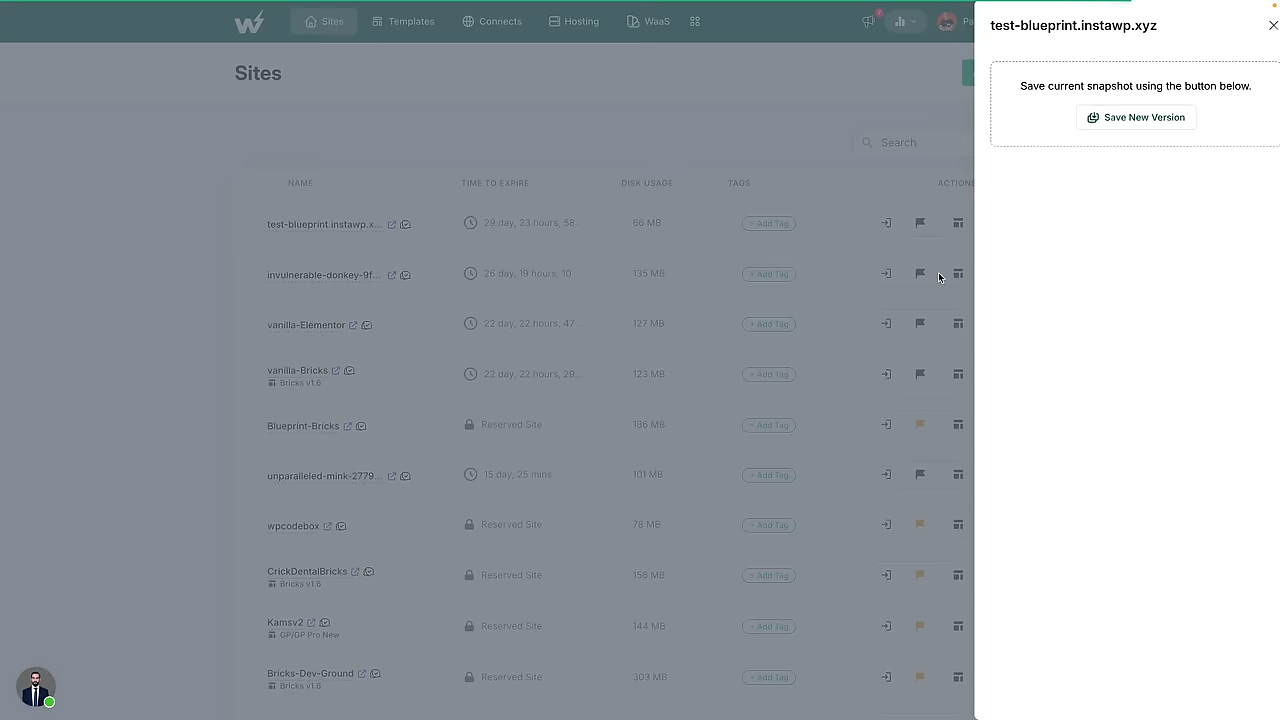 Sites
Templates
Connects
Hosting
WaaS
Pa
test-blueprint.instawp.xyz
Save current snapshot using the button below.
Save New Version
Sites
Search
NAME
TIME TO EXPIRE
DISK USAGE
TAGS
ACTIONS
test-blueprint.instawp.x...
29 day, 23 hours, 58...
66 MB
+ Add Tag
invulnerable-donkey-9f...
26 day, 19 hours, 10
135 MB
+ Add Tag
vanilla-Elementor
22 day, 22 hours, 47...
127 MB
+ Add Tag
vanilla-Bricks
Bricks v1.6
22 day, 22 hours, 29...
123 MB
+ Add Tag
Blueprint-Bricks
Reserved Site
186 MB
+ Add Tag
unparalleled-mink-2779...
15 day, 25 mins
101 MB
+ Add Tag
wpcodebox
Reserved Site
78 MB
+ Add Tag
CrickDentalBricks
Bricks v1.6
Reserved Site
156 MB
+ Add Tag
Kamsv2
GP/GP Pro New
Reserved Site
144 MB
+ Add Tag
Bricks-Dev-Ground
Bricks v1.6
Reserved Site
303 MB
+ Add Tag